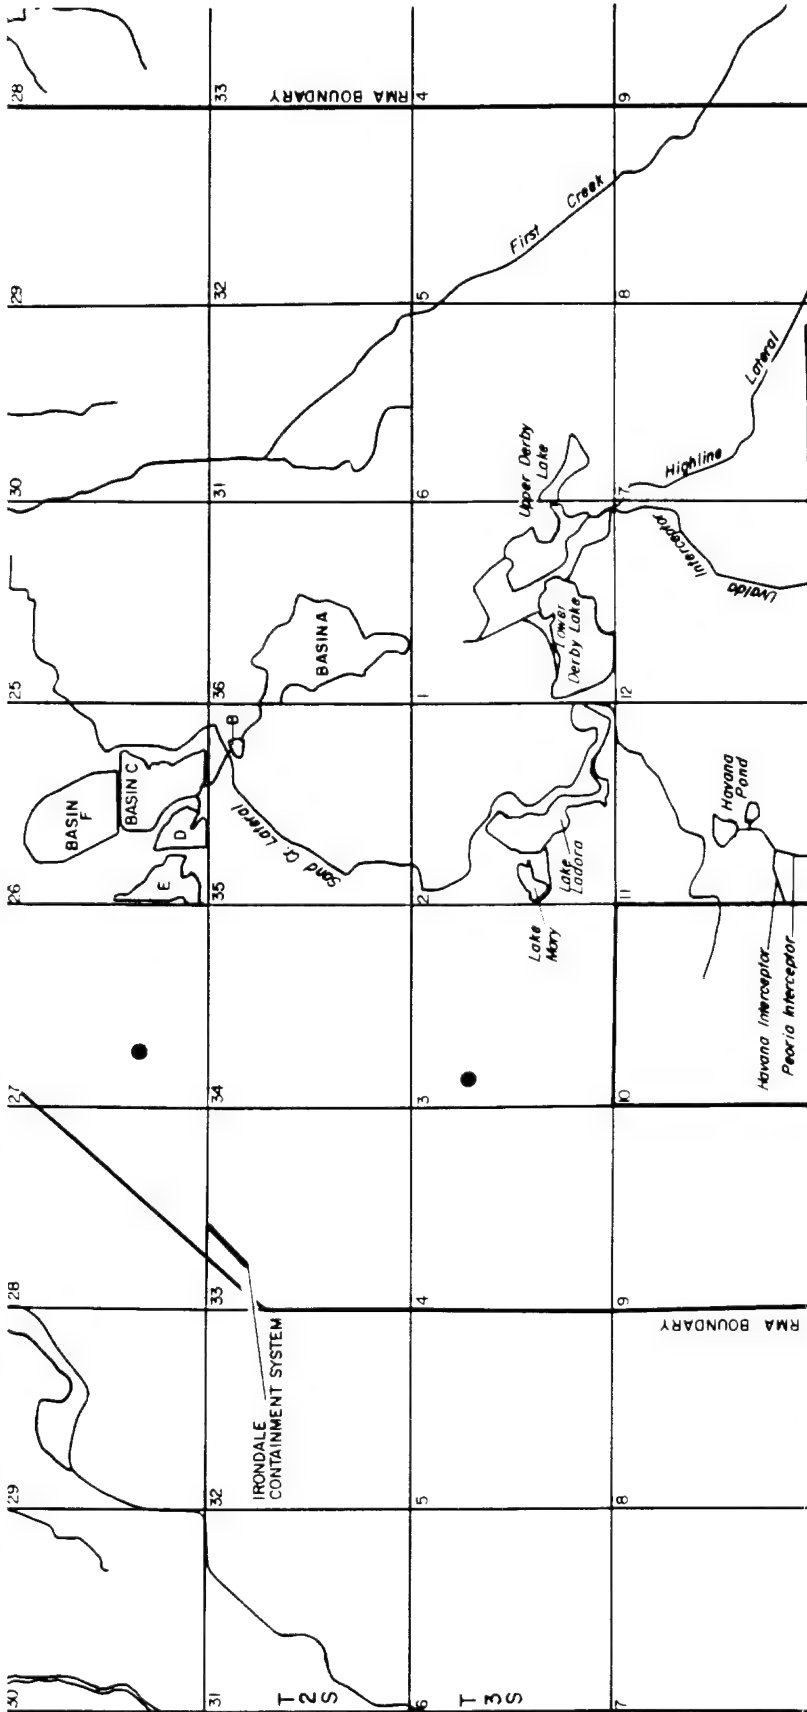 28
29
30
25
26
27
28
29
30
33
32
31
36
35
34
33
32
31
4
5
6
1
2
3
4
5
6
9
8
7
12
11
10
9
8
7
RMA BOUNDARY
First Creek
Highline Lateral
Uvalda Interceptor
Upper Derby
Lake
Lower
Derby Lake
BASIN A
B
BASIN C
BASIN
F
D
E
Sand Cr. Lateral
Lake
Ladora
Lake
Mary
Havana
Pond
Havana Interceptor
Peoria Interceptor
IRONDALE
CONTAINMENT SYSTEM
RMA BOUNDARY
T
2
S
T
3
S